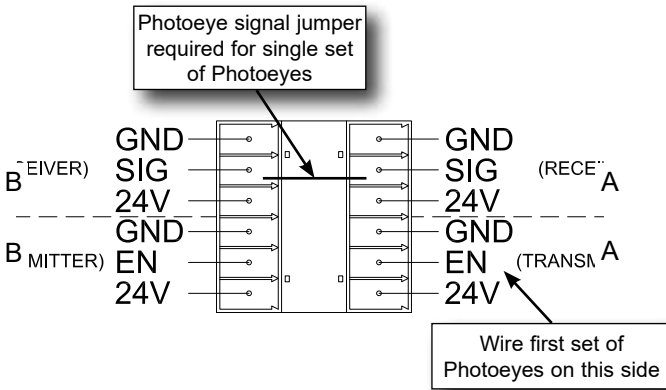 Photoeye signal jumper
required for single set
of Photoeyes
GND
SIG
24V
GND
EN
24V
B
B
MITTER)
GND
SIG
24V
GND
EN
24V
A
A
Wire first set of
Photoeyes on this side